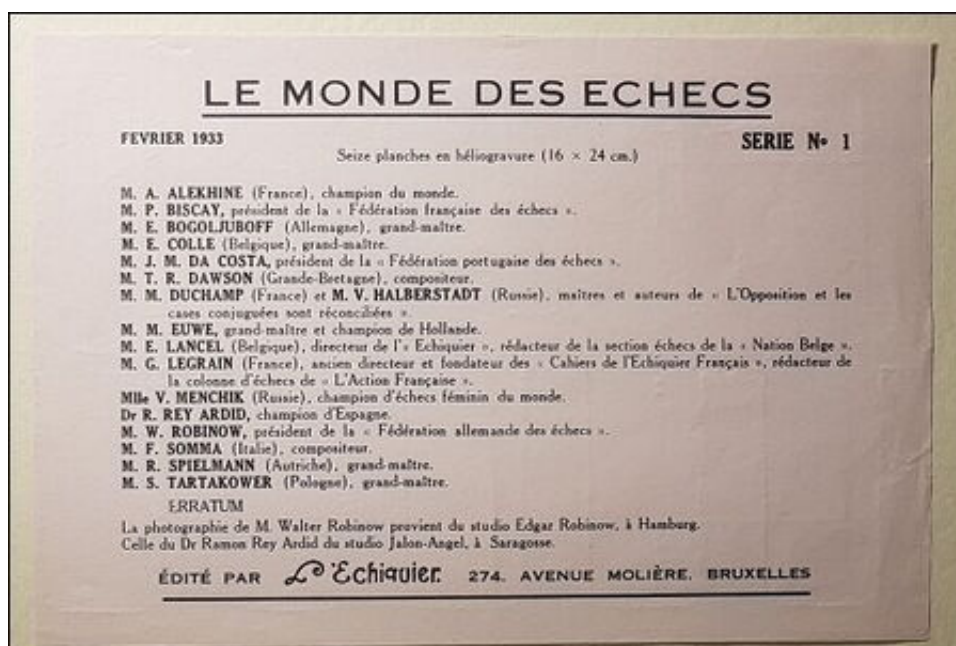 LE MONDE DES ECHECS
FEVRIER 1933
SERIE No 1
Seize planches en héliogravure (16 × 24 cm.)
M. A. ALEKHINE (France), champion du monde.
M. P. BISCAY, président de la « Fédération française des échecs ».
M. E. BOGOLJUBOFF (Allemagne), grand-maître.
M. E. COLLE (Belgique), grand-maître.
M. J. M. DA COSTA, président de la « Fédération portugaise des échecs ».
M. T. R. DAWSON (Grande-Bretagne), compositeur.
M. M. DUCHAMP (France) et M. V. HALBERSTADT (Russie), maîtres et auteurs de « L'Opposition et les
cases conjuguées sont réconciliées ».
M. M. EUWE, grand-maître et champion de Hollande.
M. E. LANCEL (Belgique), directeur de l'« Echiquier », rédacteur de la section échecs de la « Nation Belge ».
M. G. LEGRAIN (France), ancien directeur et fondateur des « Cahiers de l'Echiquier Français », rédacteur de
la colonne d'échecs de « L'Action Française ».
Mlle V. MENCHIK (Russie), champion d'échecs féminin du monde.
Dr R. REY ARDID, champion d'Espagne.
M. W. ROBINOW, président de la « Fédération allemande des échecs ».
M. F. SOMMA (Italie), compositeur.
M. R. SPIELMANN (Autriche), grand-maître.
M. S. TARTAKOWER (Pologne), grand-maître.
ERRATUM
La photographie de M. Walter Robinow provient du studio Edgar Robinow, à Hamburg.
Celle du Dr Ramon Rey Ardid du studio Jalon-Angel, à Saragosse.
ÉDITÉ PAR L'Echiquier. 274, AVENUE MOLIÈRE, BRUXELLES